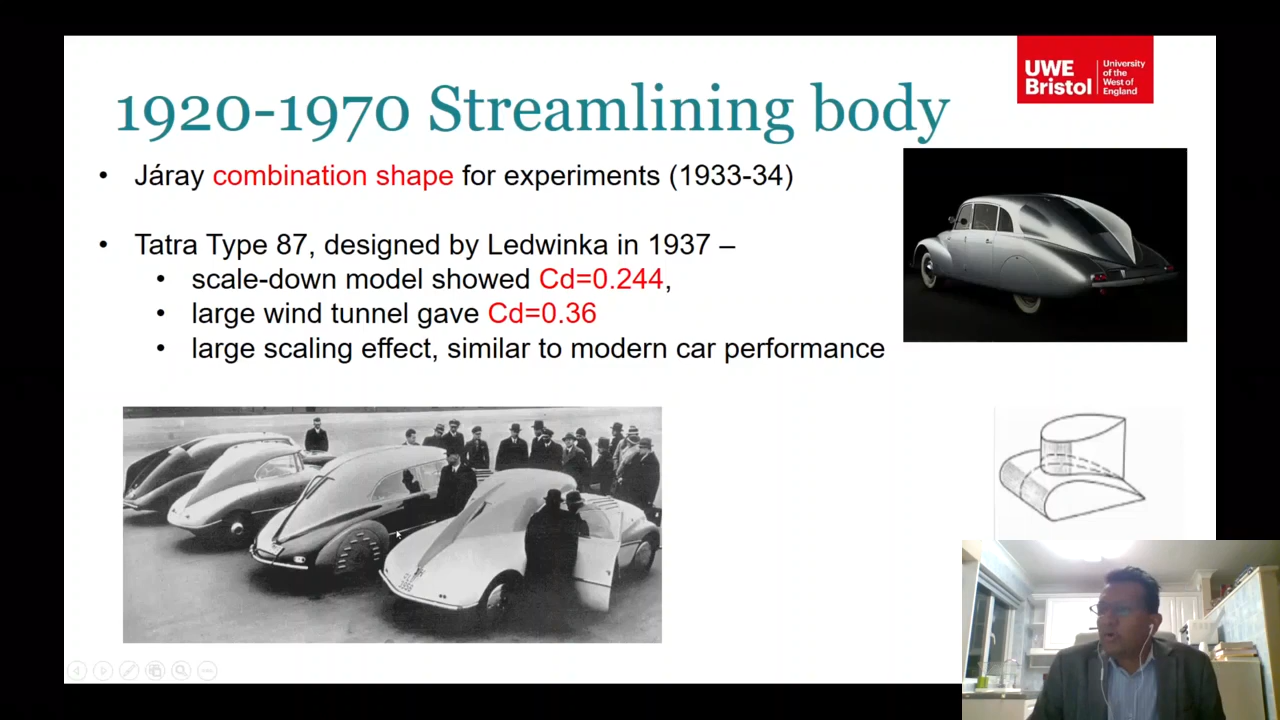 1920-1970 Streamlining body
UWE
Bristol
University
of the
West of
England
• Járay combination shape for experiments (1933-34)
• Tatra Type 87, designed by Ledwinka in 1937 –
• scale-down model showed Cd=0.244,
• large wind tunnel gave Cd=0.36
• large scaling effect, similar to modern car performance